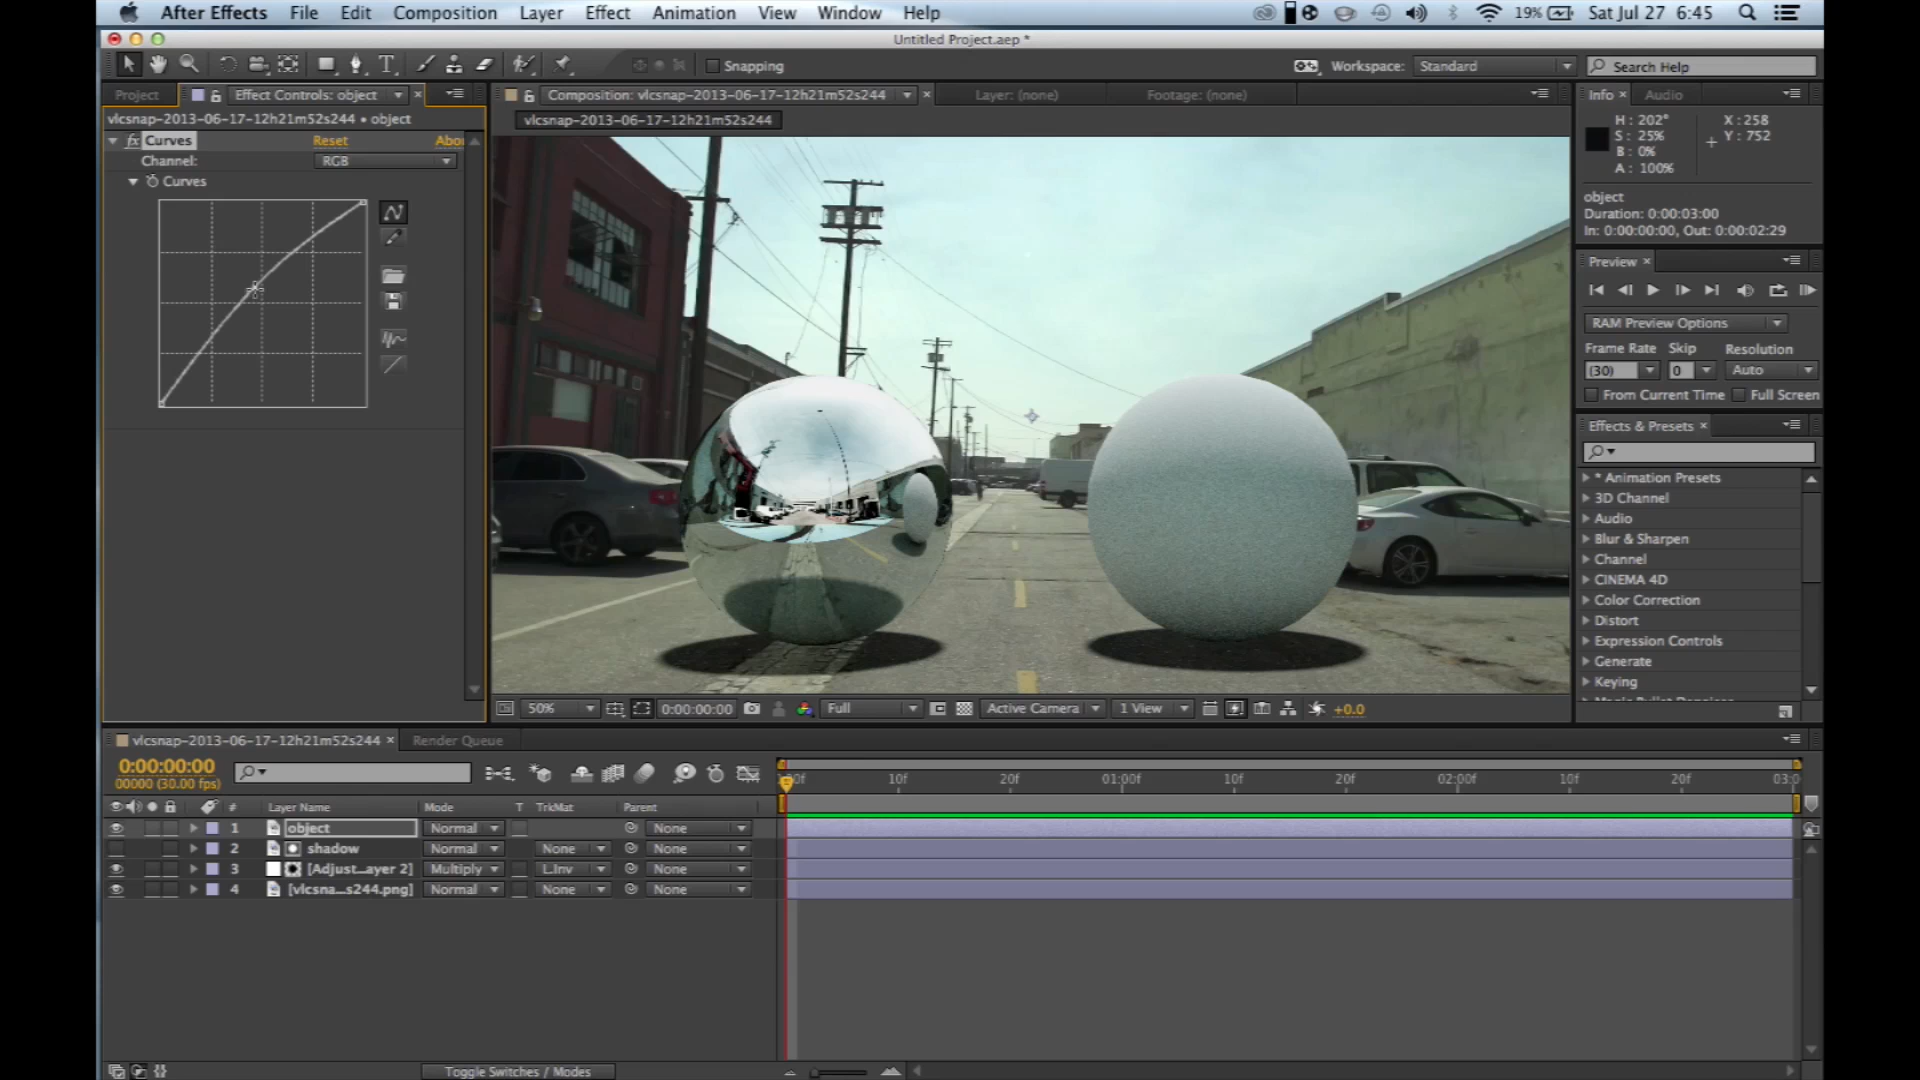 After Effects File Edit Composition Layer Effect Animation View Window Help 19% Sat Jul 27 6:45
Untitled Project.aep *
Snapping Workspace: Standard Search Help
Project Effect Controls: object Composition: vlcsnap-2013-06-17-12h21m52s244 Layer: (none) Footage: (none) Info Audio
vlcsnap-2013-06-17-12h21m52s244 • object
vlcsnap-2013-06-17-12h21m52s244
fx Curves Reset Abou
Channel: RGB
Curves
H: 202° X: 258
S: 25% Y: 752
B: 0%
A: 100%
object
Duration: 0:00:03:00
In: 0:00:00:00, Out: 0:00:02:29
Preview
RAM Preview Options
Frame Rate Skip Resolution
(30) 0 Auto
From Current Time Full Screen
Effects & Presets
* Animation Presets
3D Channel
Audio
Blur & Sharpen
Channel
CINEMA 4D
Color Correction
Distort
Expression Controls
Generate
Keying
50% 0:00:00:00 Full Active Camera 1 View +0.0
vlcsnap-2013-06-17-12h21m52s244 Render Queue
0:00:00:00
00000 (30.00 fps)
10f 20f 01:00f 10f 20f 02:00f 10f 20f 03:0
# Layer Name Mode T TrkMat Parent
1 object Normal None
2 shadow Normal None None
3 [Adjust...ayer 2] Multiply L.Inv None
4 [vlcsna...s244.png] Normal None None
Toggle Switches / Modes